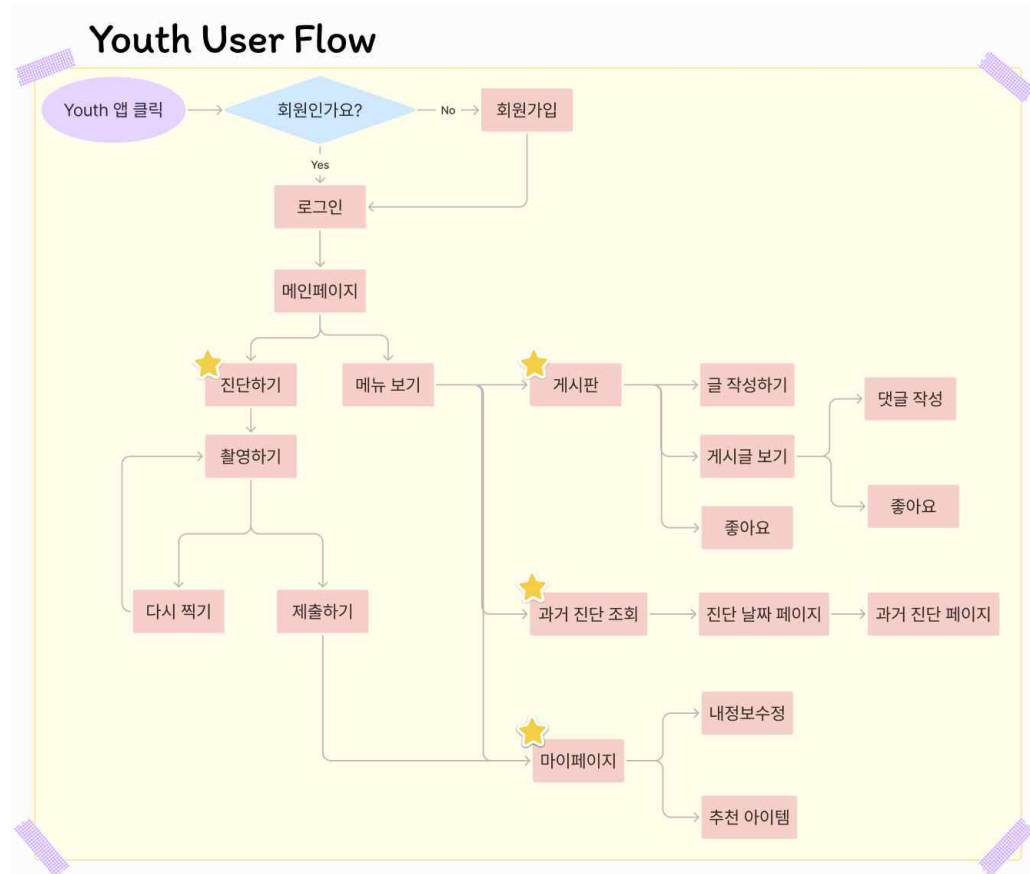 Youth User Flow
Youth 앱 클릭
회원인가요?
No
회원가입
Yes
로그인
메인페이지
진단하기
메뉴 보기
게시판
글 작성하기
댓글 작성
촬영하기
게시글 보기
좋아요
좋아요
다시 찍기
제출하기
과거 진단 조회
진단 날짜 페이지
과거 진단 페이지
내정보수정
마이페이지
추천 아이템